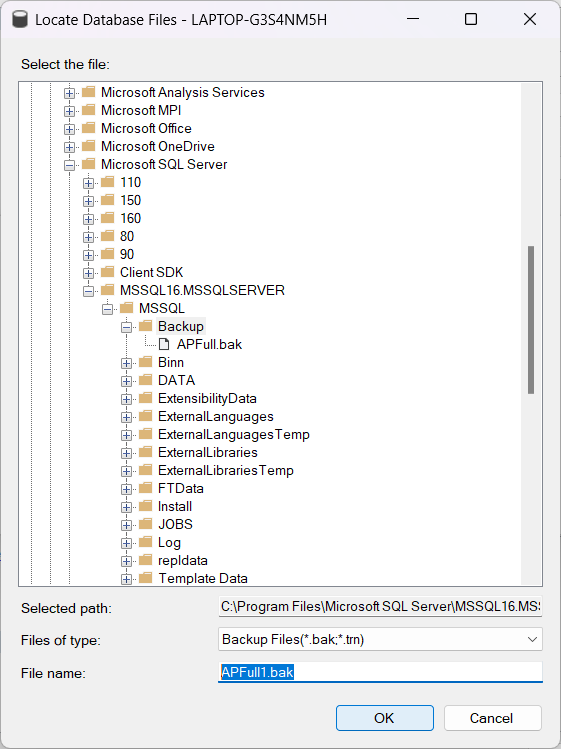 Locate Database Files - LAPTOP-G3S4NM5H
Select the file:
Microsoft Analysis Services
Microsoft MPI
Microsoft Office
Microsoft OneDrive
Microsoft SQL Server
110
150
160
80
90
Client SDK
MSSQL16.MSSQLSERVER
MSSQL
Backup
APFull.bak
Binn
DATA
ExtensibilityData
ExternalLanguages
ExternalLanguagesTemp
ExternalLibraries
ExternalLibrariesTemp
FTData
Install
JOBS
Log
repldata
Template Data
Selected path: C:\Program Files\Microsoft SQL Server\MSSQL16.MS
Files of type: Backup Files(*.bak;*.trn)
File name: APFull1.bak
OK Cancel